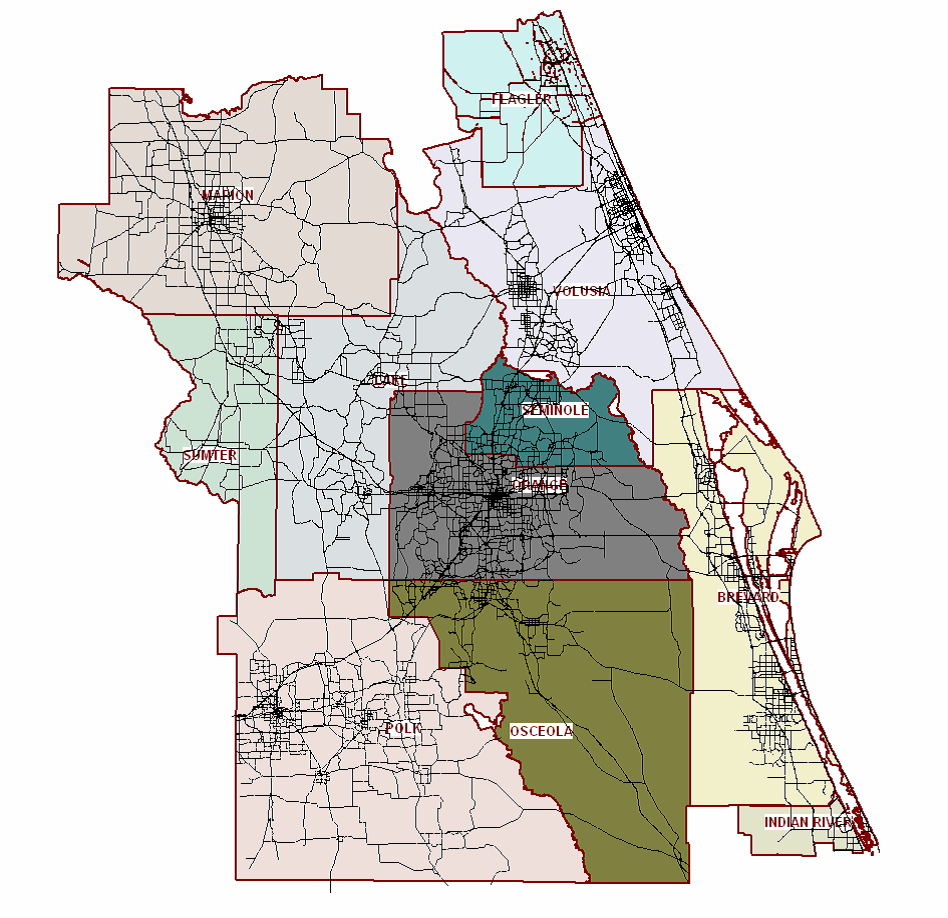 FLAGLER
MARION
VOLUSIA
LAKE
SEMINOLE
SUMTER
ORANGE
BREVARD
POLK
OSCEOLA
INDIAN RIVER